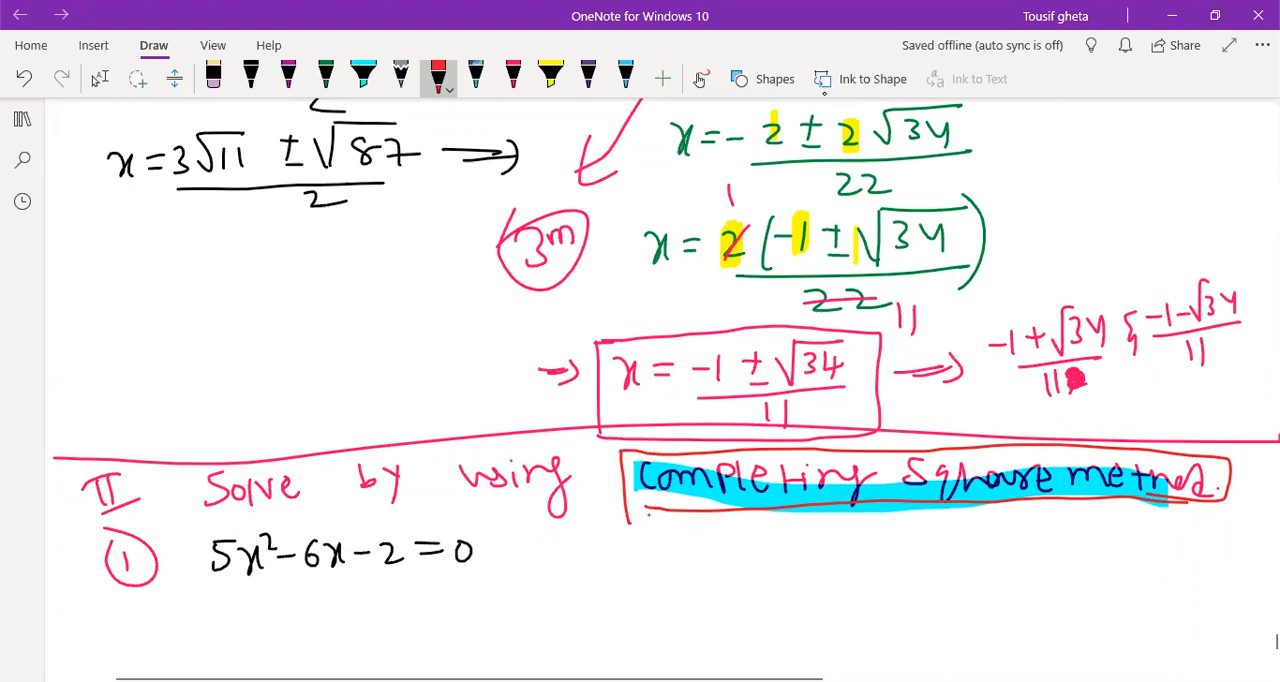 OneNote for Windows 10
Tousif gheta
Home Insert Draw View Help
Saved offline (auto sync is off)
Share
Shapes
Ink to Shape
Ink to Text
x = 3√11 ± √87 / 2 ⟹
x = - 2 ± 2 √34 / 22
3m
x = 2 (-1 ± 1√34) / 22
1
11
→ x = -1 ± √34 / 11 ⟹ -1 + √34 / 11 & -1 - √34 / 11
II Solve by using completing Square method.
1 5x² - 6x - 2 = 0